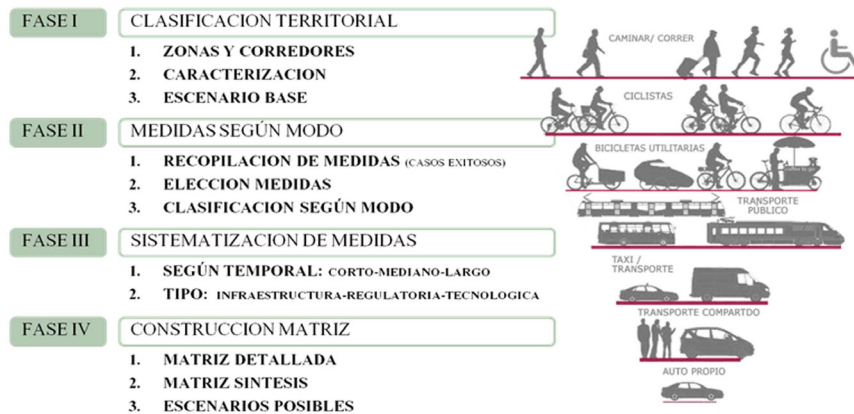 FASE I
CLASIFICACION TERRITORIAL
1. ZONAS Y CORREDORES
2. CARACTERIZACION
3. ESCENARIO BASE
FASE II
MEDIDAS SEGÚN MODO
1. RECOPILACION DE MEDIDAS (CASOS EXITOSOS)
2. ELECCION MEDIDAS
3. CLASIFICACION SEGÚN MODO
FASE III
SISTEMATIZACION DE MEDIDAS
1. SEGÚN TEMPORAL: CORTO-MEDIANO-LARGO
2. TIPO: INFRAESTRUCTURA-REGULATORIA-TECNOLOGICA
FASE IV
CONSTRUCCION MATRIZ
1. MATRIZ DETALLADA
2. MATRIZ SINTESIS
3. ESCENARIOS POSIBLES
CAMINAR/ CORRER
CICLISTAS
BICICLETAS UTILITARIAS
TRANSPORTE
PÚBLICO
TAXI /
TRANSPORTE
TRANSPORTE COMPARTDO
AUTO PROPIO